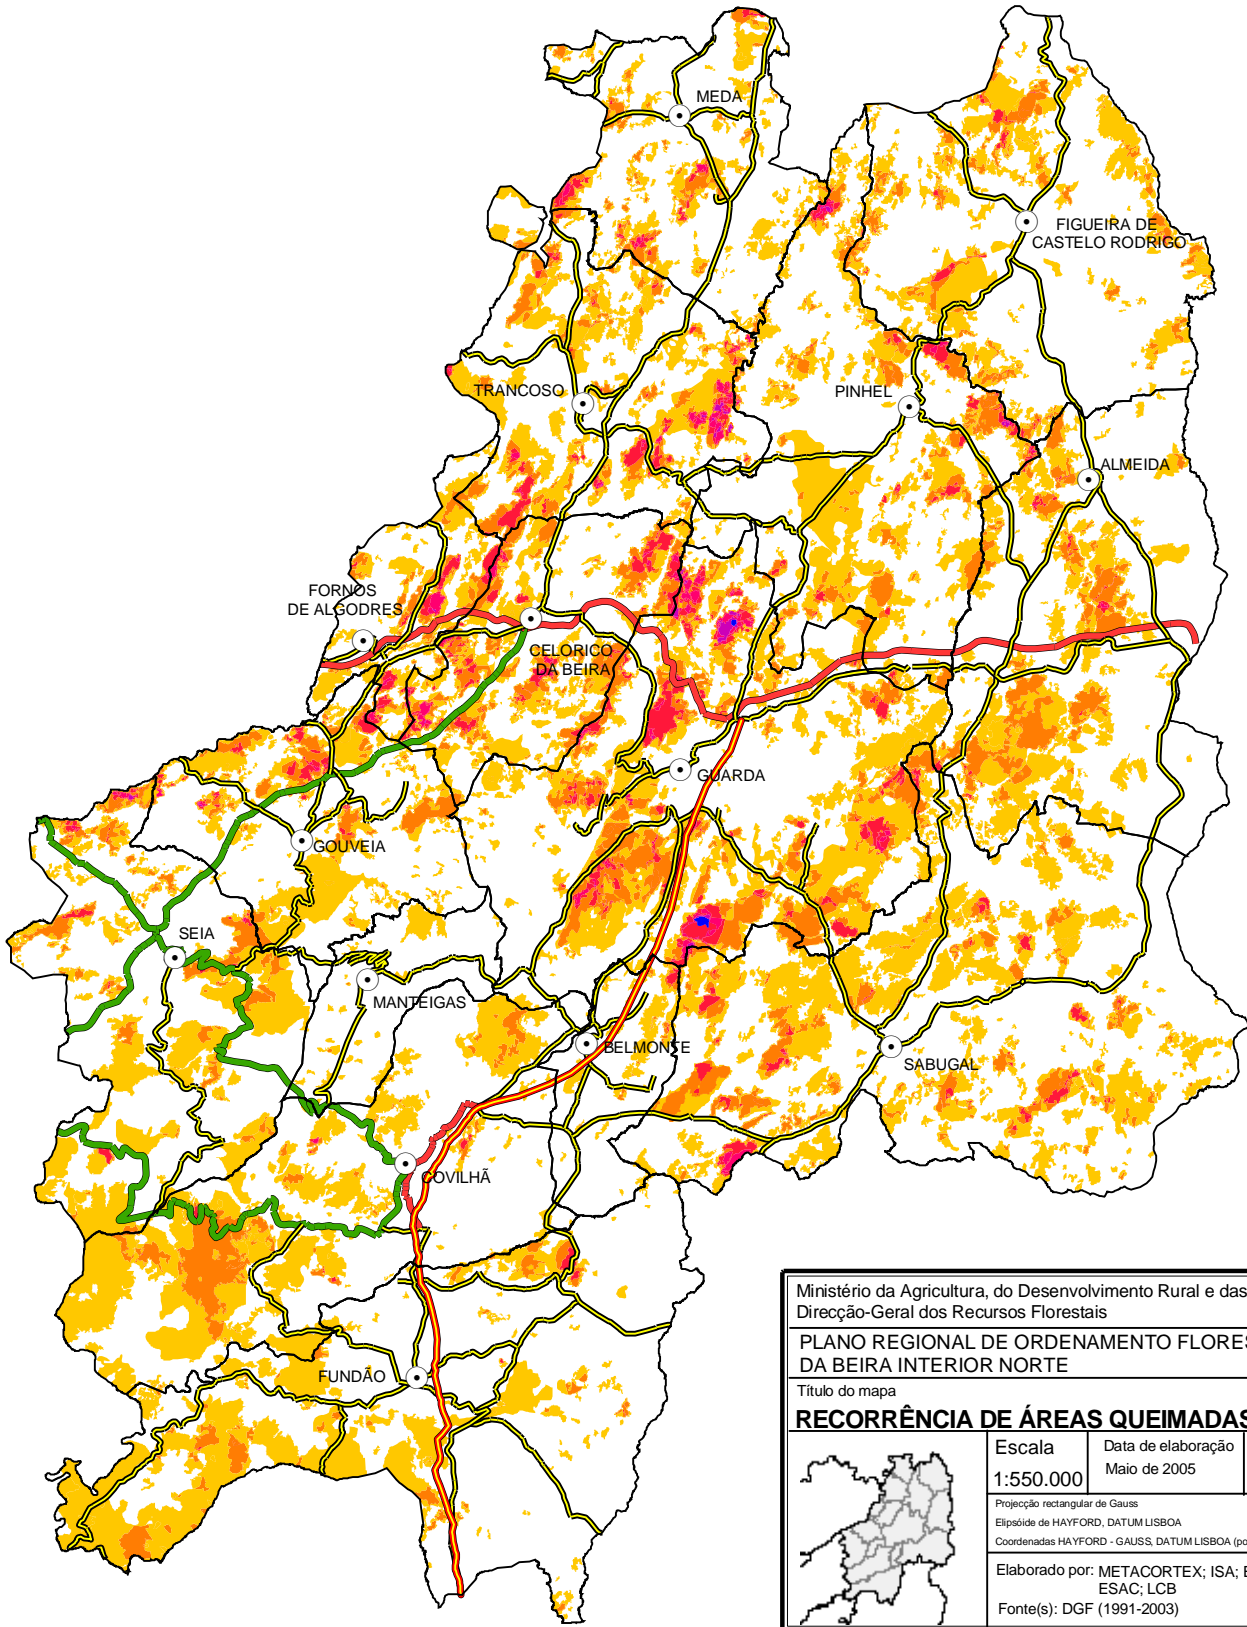 MEDA
FIGUEIRA DE
CASTELO RODRIGO
TRANCOSO
PINHEL
ALMEIDA
FORNOS
DE ALGODRES
CELORICO
DA BEIRA
GUARDA
GOUVEIA
SEIA
MANTEIGAS
BELMONTE
SABUGAL
COVILHÃ
FUNDÃO
Ministério da Agricultura, do Desenvolvimento Rural e das
Direcção-Geral dos Recursos Florestais
PLANO REGIONAL DE ORDENAMENTO FLORES
DA BEIRA INTERIOR NORTE
Título do mapa
RECORRÊNCIA DE ÁREAS QUEIMADAS
Escala
1:550.000
Data de elaboração
Maio de 2005
Projecção rectangular de Gauss
Elipsóide de HAYFORD, DATUM LISBOA
Coordenadas HAYFORD - GAUSS, DATUM LISBOA (po
Elaborado por: METACORTEX; ISA; E
ESAC; LCB
Fonte(s): DGF (1991-2003)